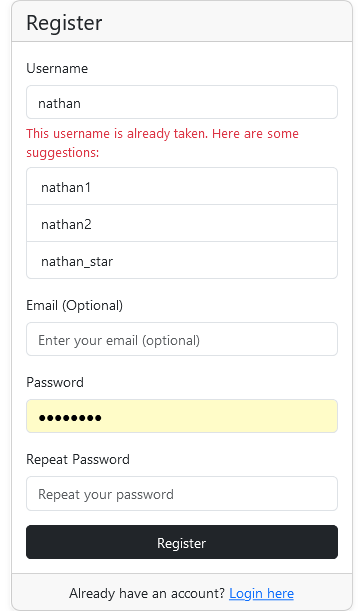 Register
Username
nathan
This username is already taken. Here are some
suggestions:
nathan1
nathan2
nathan_star
Email (Optional)
Enter your email (optional)
Password
●●●●●●●●
Repeat Password
Repeat your password
Register
Already have an account? Login here